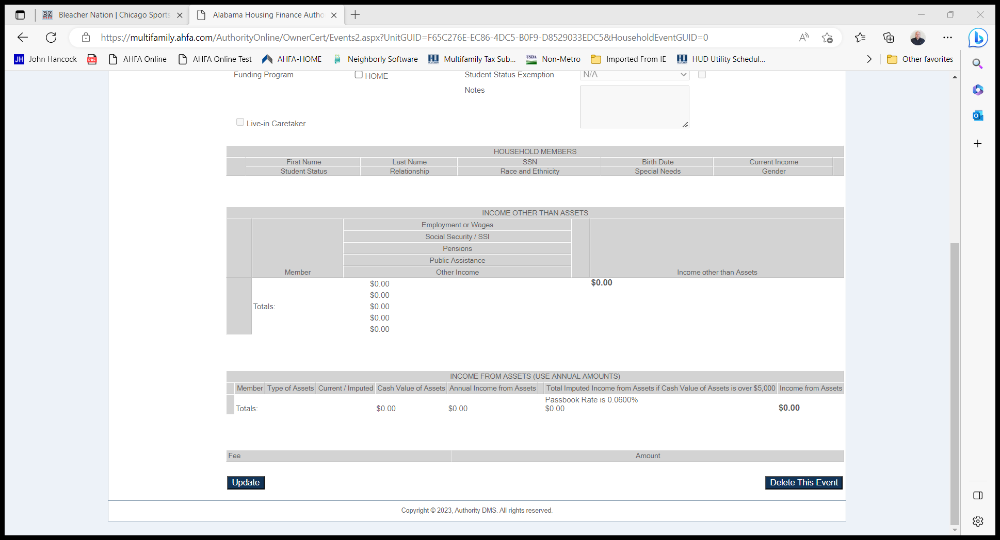 Bleacher Nation | Chicago Sports
Alabama Housing Finance Autho
https://multifamily.ahfa.com/AuthorityOnline/OwnerCert/Events2.aspx?UnitGUID=F65C276E-EC86-4DC5-B0F9-D8529033EDC5&HouseholdEventGUID=0
John Hancock AHFA Online AHFA Online Test AHFA-HOME Neighborly Software Multifamily Tax Sub... Non-Metro Imported From IE HUD Utility Schedul... Other favorites
Funding Program HOME Student Status Exemption N/A
Notes
Live-in Caretaker
HOUSEHOLD MEMBERS
First Name Last Name SSN Birth Date Current Income
Student Status Relationship Race and Ethnicity Special Needs Gender
INCOME OTHER THAN ASSETS
Employment or Wages
Social Security / SSI
Pensions
Public Assistance
Member Other Income Income other than Assets
$0.00 $0.00
$0.00
Totals: $0.00
$0.00
$0.00
INCOME FROM ASSETS (USE ANNUAL AMOUNTS)
Member Type of Assets Current / Imputed Cash Value of Assets Annual Income from Assets Total Imputed Income from Assets if Cash Value of Assets is over $5,000 Income from Assets
Passbook Rate is 0.0600%
Totals: $0.00 $0.00 $0.00 $0.00
Fee Amount
Update Delete This Event
Copyright © 2023, Authority DMS. All rights reserved.